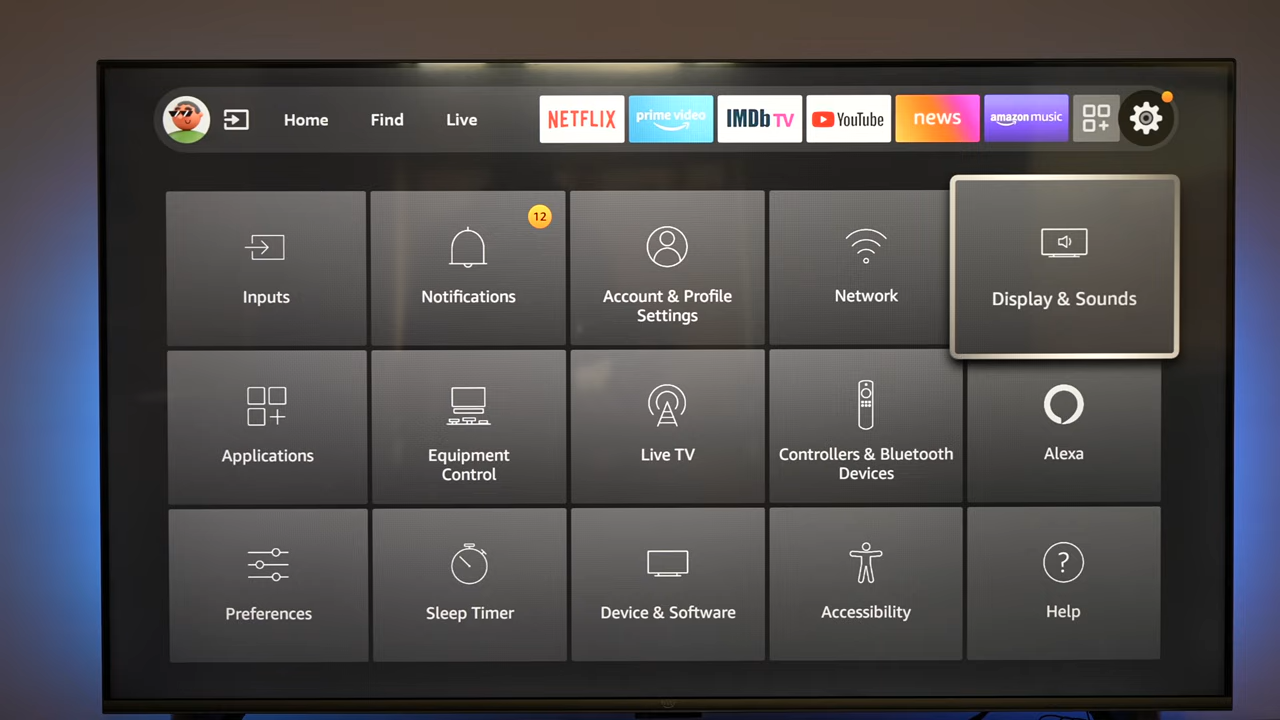 Home Find Live NETFLIX prime video IMDb TV YouTube news amazon music
12
Inputs Notifications Account & Profile Settings Network Display & Sounds
Applications Equipment Control Live TV Controllers & Bluetooth Devices Alexa
?
Preferences Sleep Timer Device & Software Accessibility Help